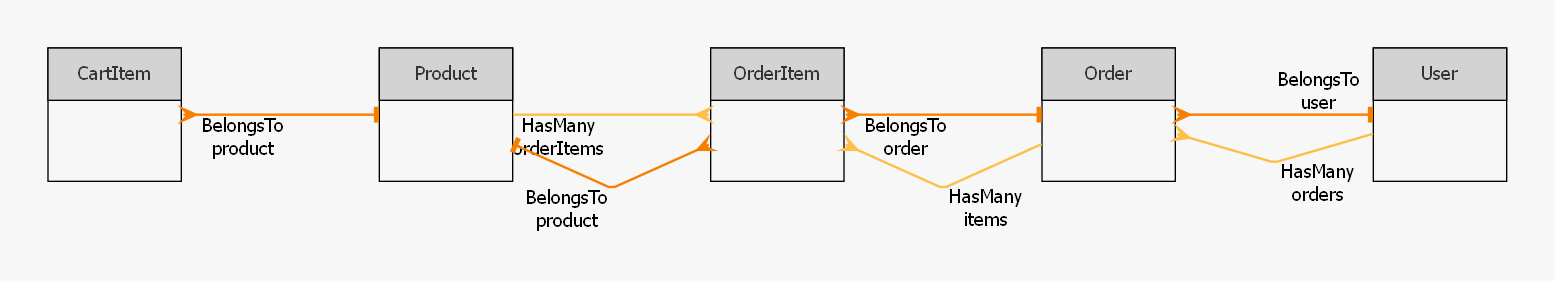 CartItem
Product
OrderItem
Order
User
BelongsTo
product
HasMany
orderItems
BelongsTo
product
BelongsTo
order
HasMany
items
BelongsTo
user
HasMany
orders